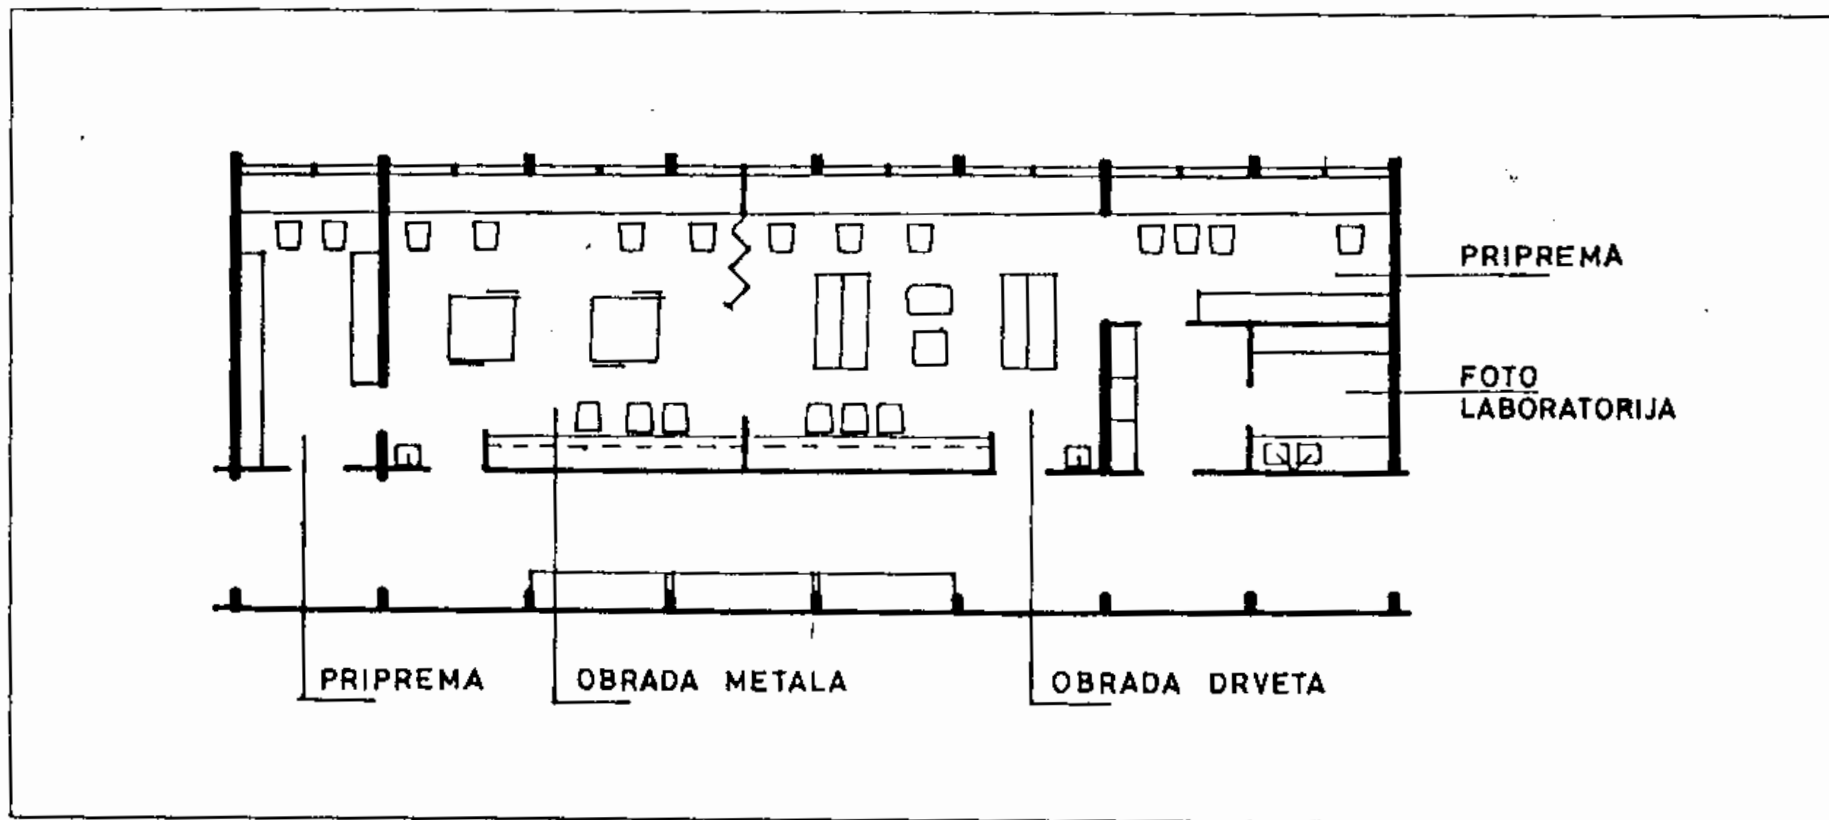 PRIPREMA
FOTO
LABORATORIJA
PRIPREMA
OBRADA METALA
OBRADA DRVETA